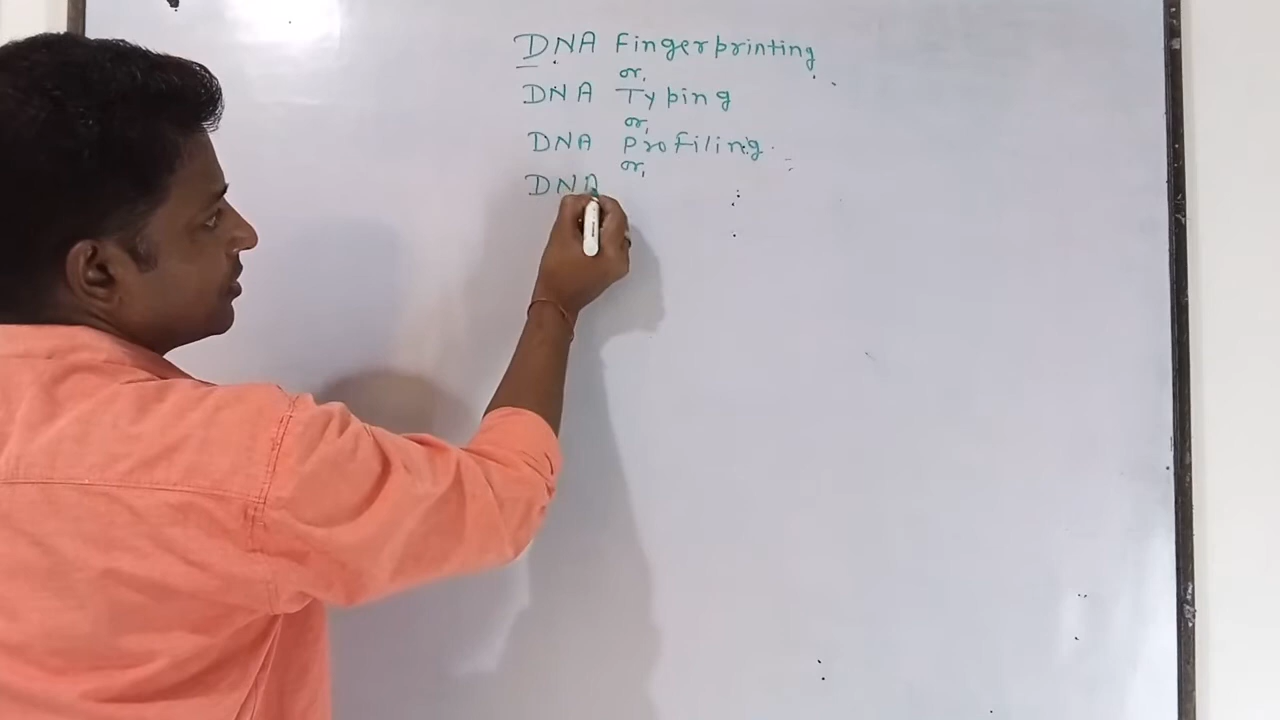 DNA Fingerprinting
or,
DNA Typing
or,
DNA Profiling.
or,
DNA